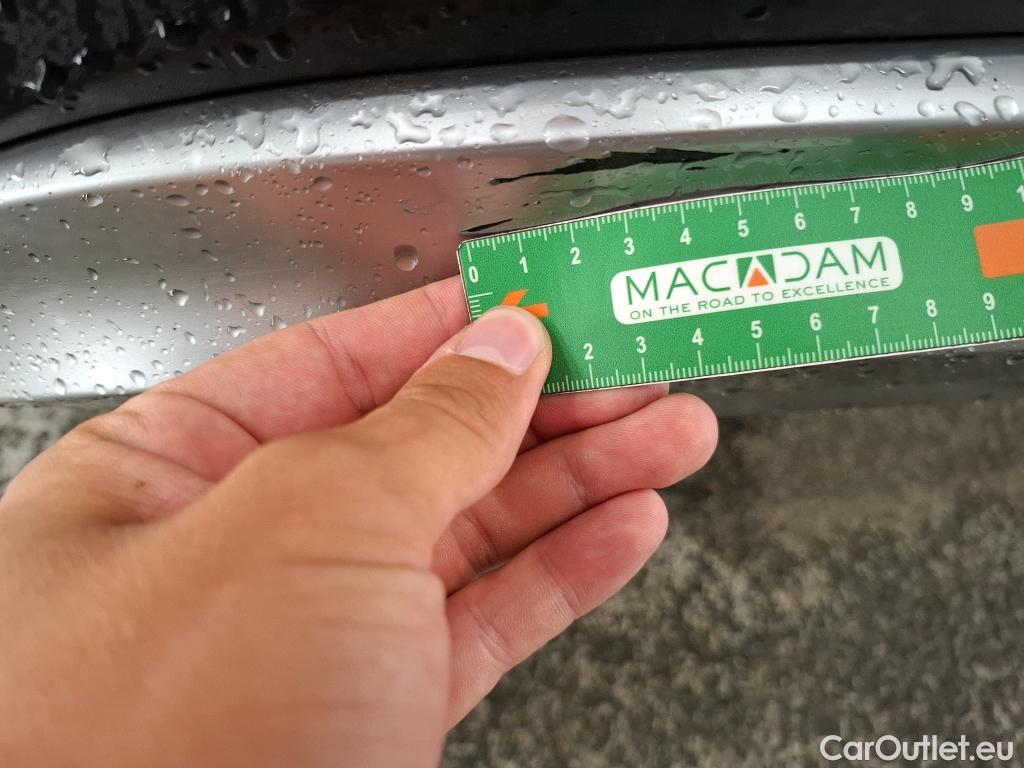 0 1 2 3 4 5 6 7 8 9 1
MACADAM
ON THE ROAD TO EXCELLENCE
2 3 4 5 6 7 8 9
CarOutlet.eu